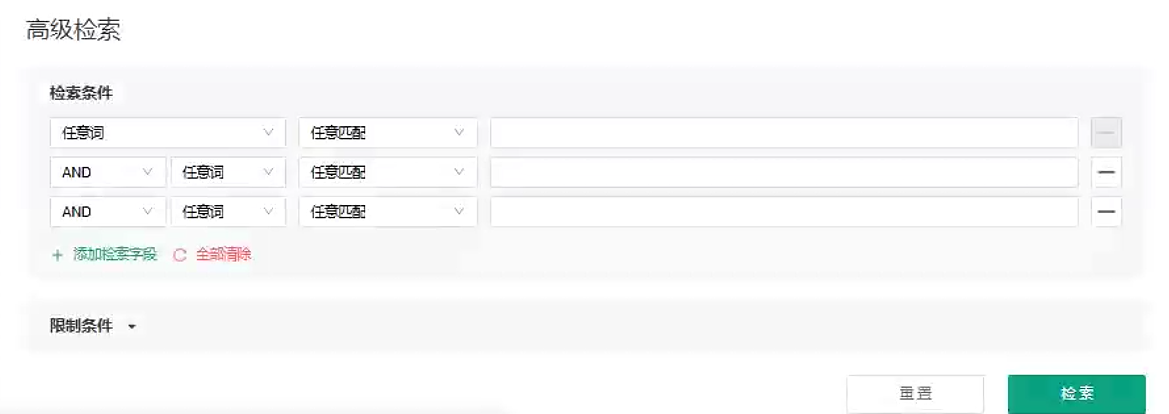 高级检索
检索条件
任意词 任意匹配
AND 任意词 任意匹配
AND 任意词 任意匹配
+ 添加检索字段 全部清除
限制条件
重置 检索